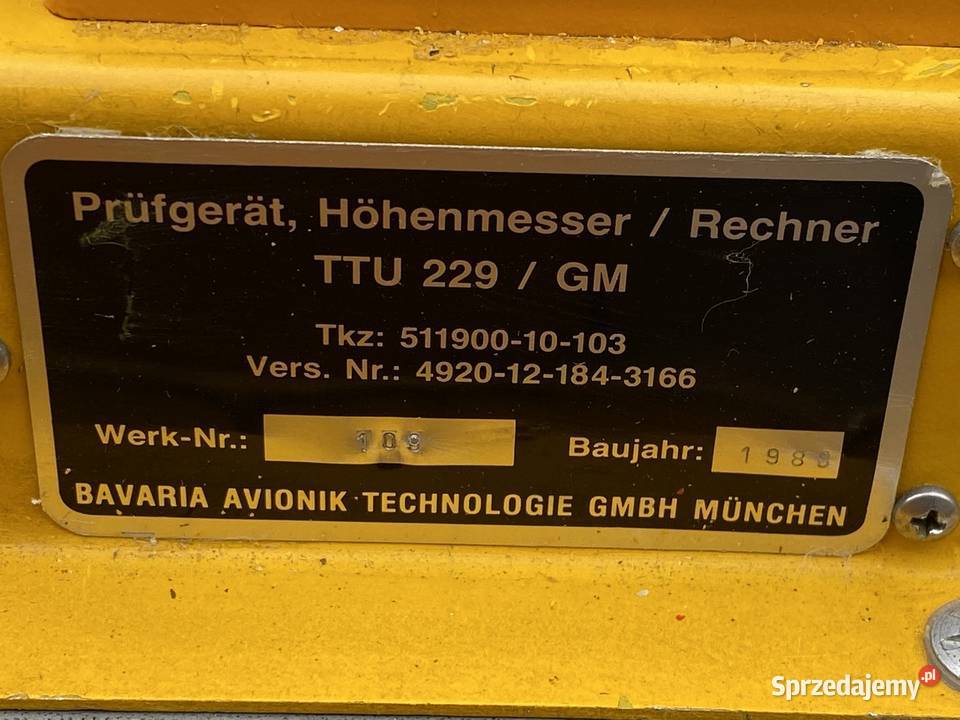 Prüfgerät, Höhenmesser / Rechner
TTU 229 / GM
Tkz: 511900-10-103
Vers. Nr.: 4920-12-184-3166
Werk-Nr.: 109
Baujahr:
BAVARIA AVIONIK TECHNOLOGIE GMBH MÜNCHEN
Sprzedajemy.pl